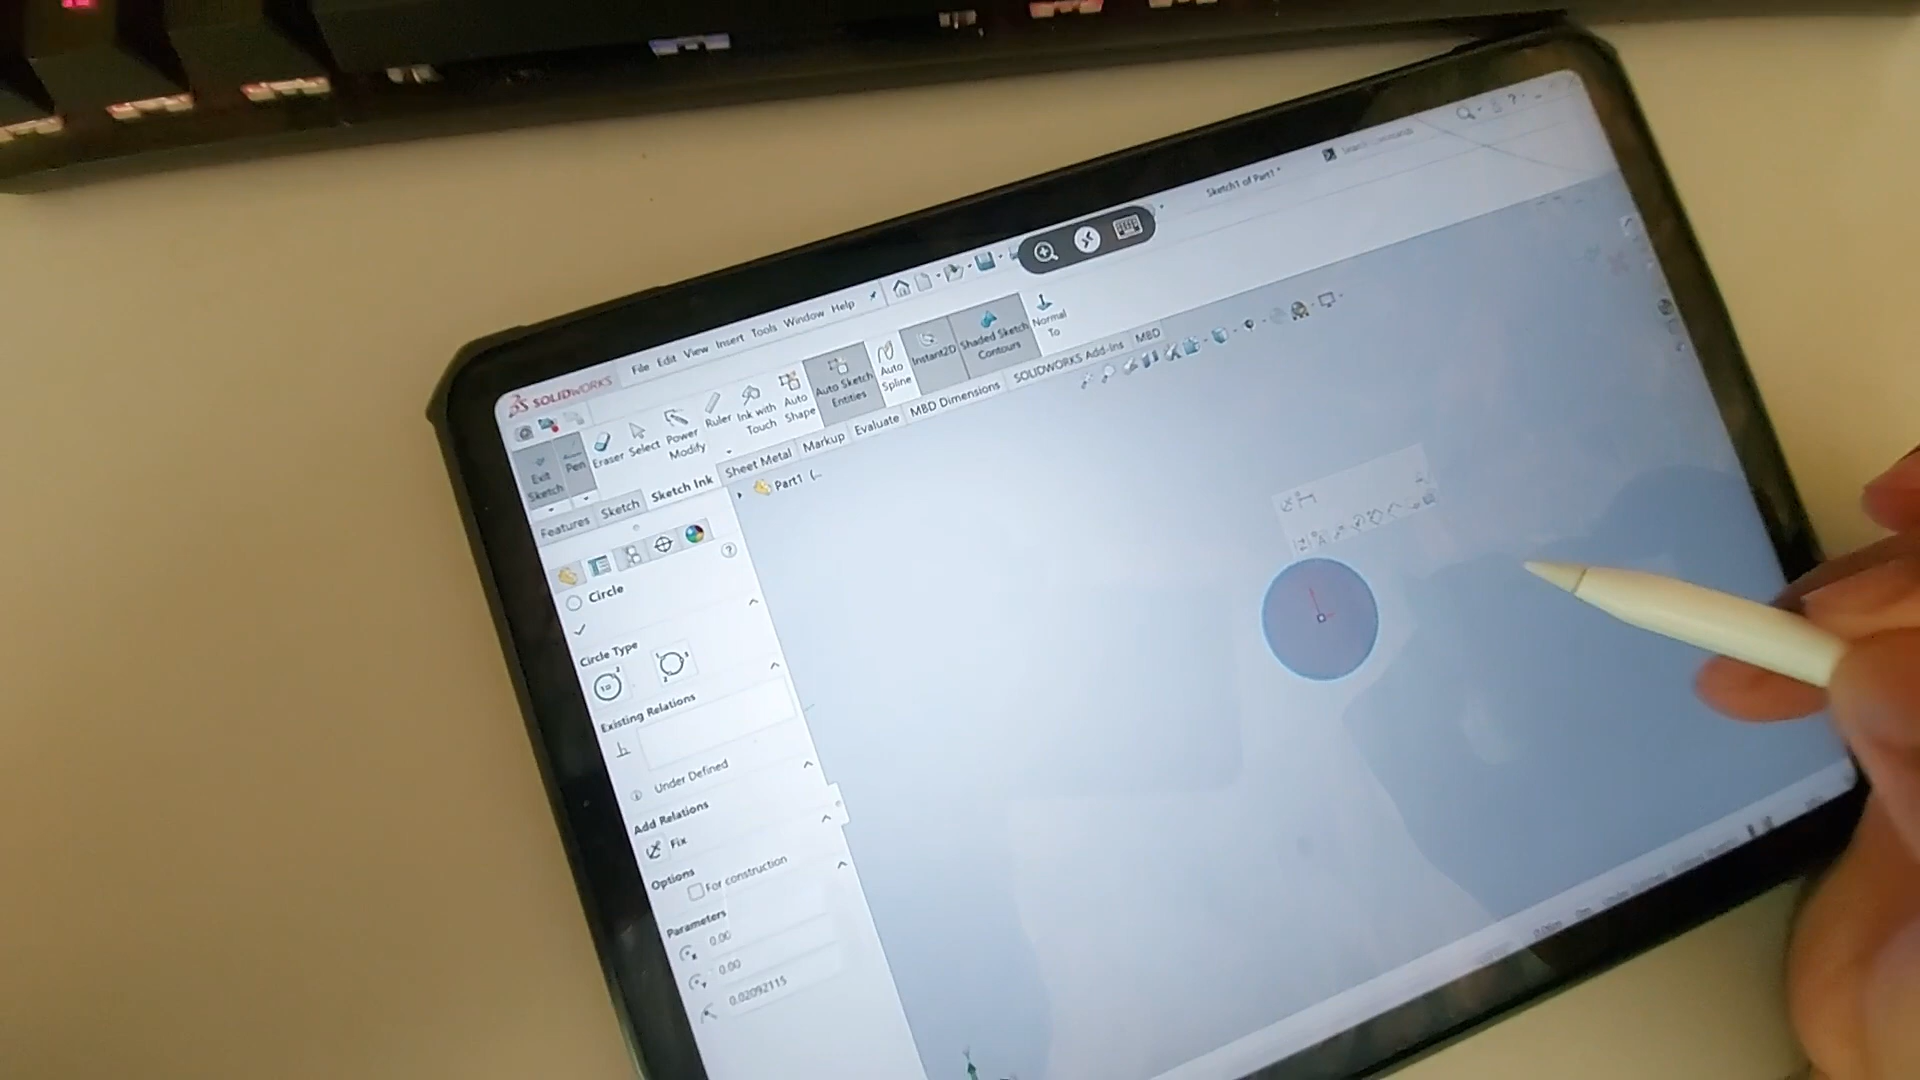 SOLIDWORKS
File Edit View Insert Tools Window Help
Sketch1 of Part1 *
Exit Sketch
Pen
Eraser
Select
Power Modify
Ruler
Ink with Touch
Auto Shape
Auto Sketch Entities
Auto Spline
Instant2D
Shaded Sketch Contours
Normal To
Features Sketch Sketch Ink Sheet Metal Markup Evaluate MBD Dimensions SOLIDWORKS Add-Ins MBD
Part1 (...
Circle
Circle Type
Existing Relations
Under Defined
Add Relations
Fix
Options
For construction
Parameters
0.00
0.00
0.02092115